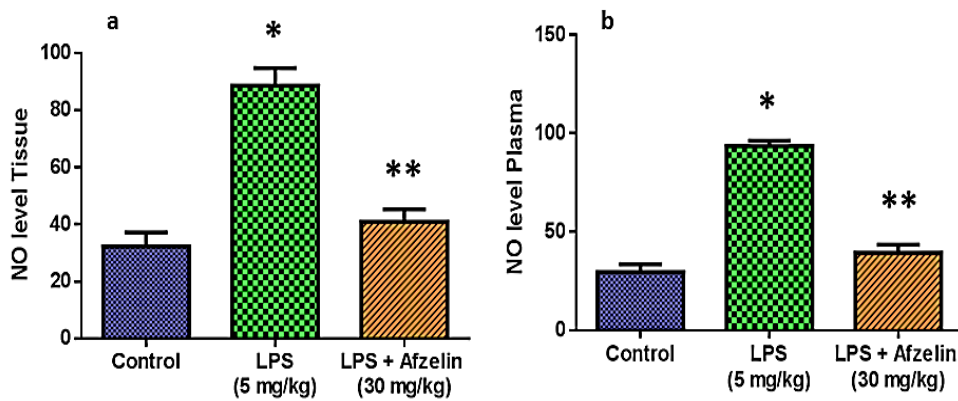 a
NO level Tissue
100
80
60
40
20
0
*
**
Control
LPS
(5 mg/kg)
LPS + Afzelin
(30 mg/kg)
b
NO level Plasma
150
100
50
0
*
**
Control
LPS
(5 mg/kg)
LPS + Afzelin
(30 mg/kg)